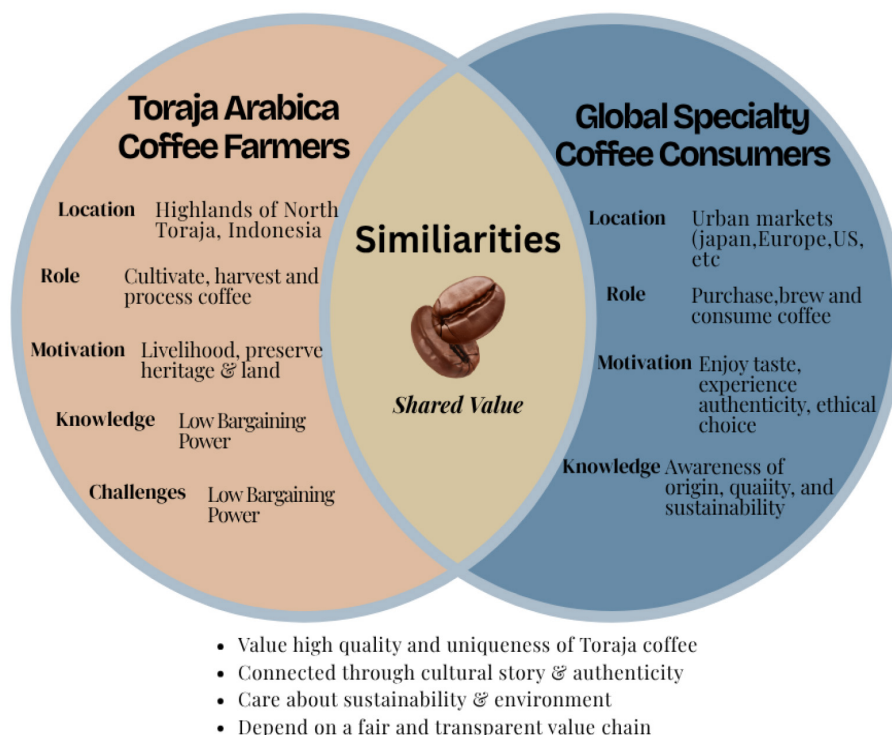 Toraja Arabica
Coffee Farmers
Location Highlands of North
Toraja, Indonesia
Role Cultivate, harvest and
process coffee
Motivation Livelihood, preserve
heritage & land
Knowledge Low Bargaining
Power
Challenges Low Bargaining
Power
Similiarities
Shared Value
Global Specialty
Coffee Consumers
Location Urban markets
(japan,Europe,US,
etc
Role Purchase,brew and
consume coffee
Motivation Enjoy taste,
experience
authenticity, ethical
choice
Knowledge Awareness of
origin, quaiity, and
sustainability
• Value high quality and uniqueness of Toraja coffee
• Connected through cultural story & authenticity
• Care about sustainability & environment
• Depend on a fair and transparent value chain